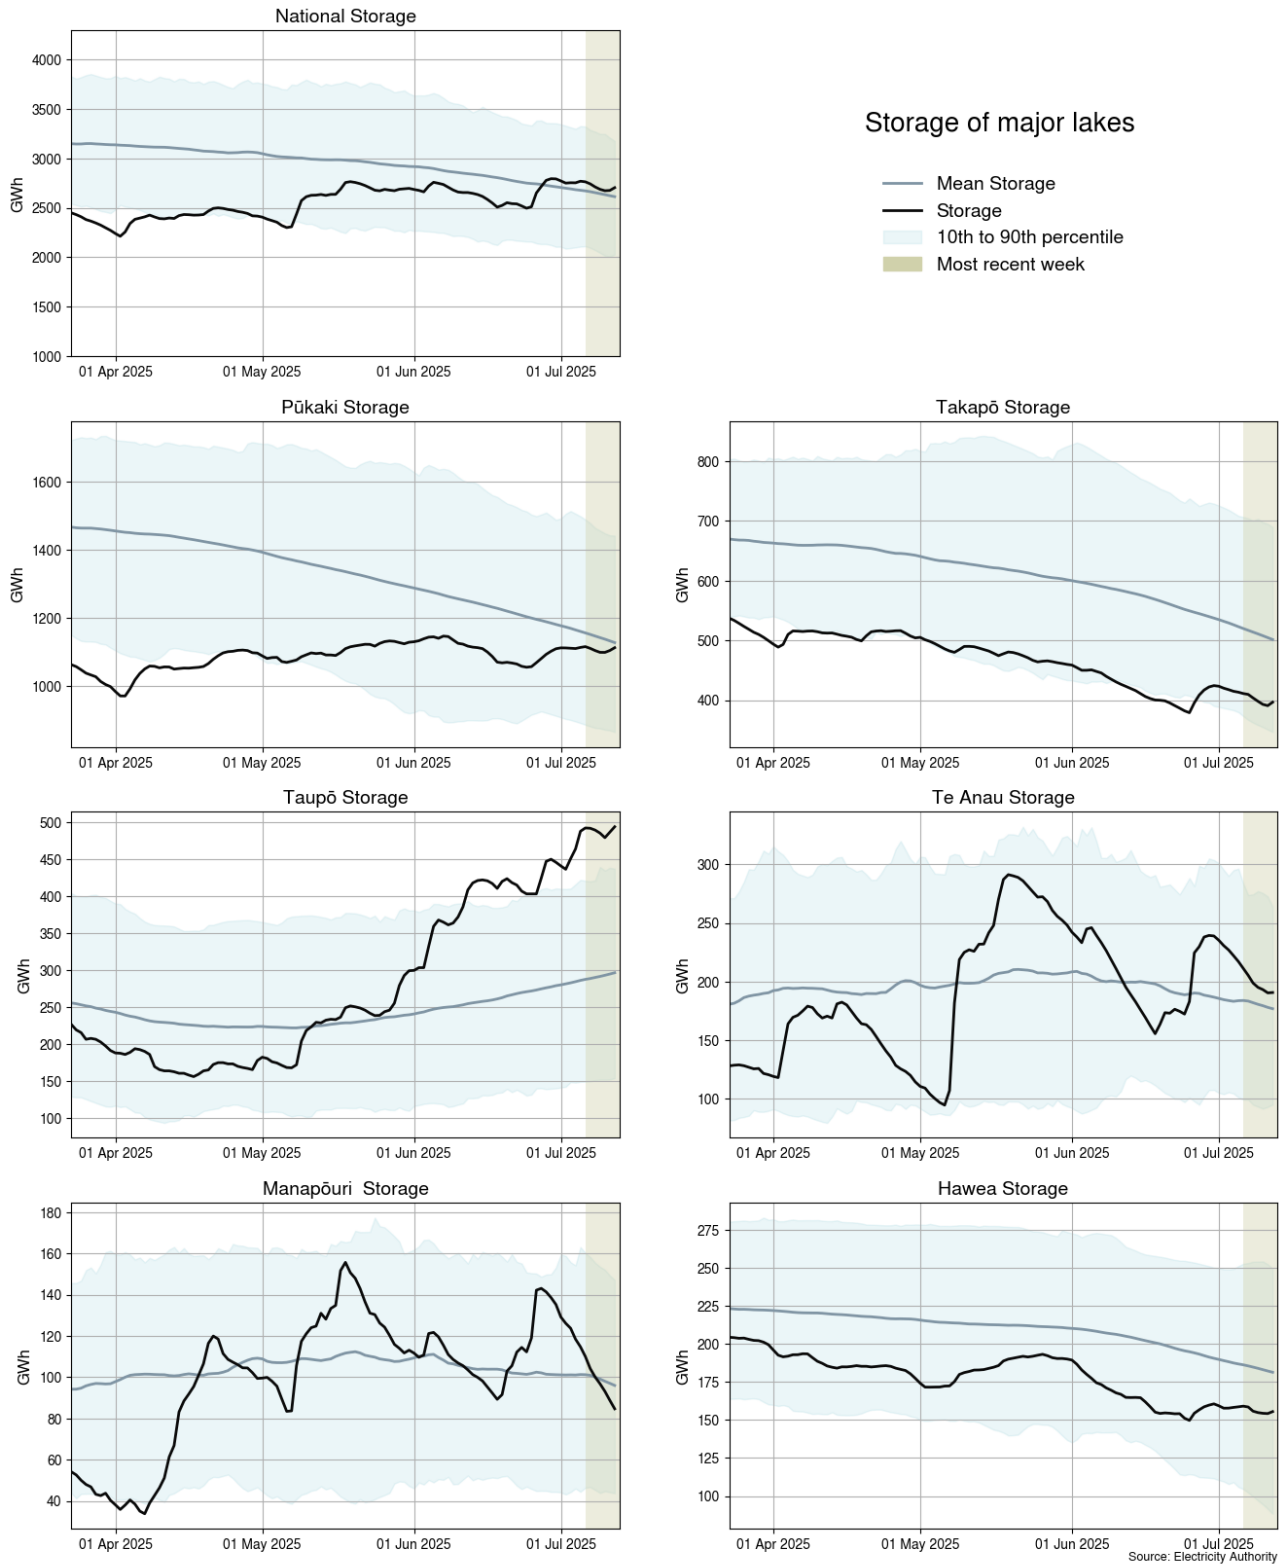 National Storage
GWh
4000
3500
3000
2500
2000
1500
1000
01 Apr 2025 01 May 2025 01 Jun 2025 01 Jul 2025
Storage of major lakes
Mean Storage
Storage
10th to 90th percentile
Most recent week
Pūkaki Storage
GWh
1600
1400
1200
1000
01 Apr 2025 01 May 2025 01 Jun 2025 01 Jul 2025
Takapō Storage
GWh
800
700
600
500
400
01 Apr 2025 01 May 2025 01 Jun 2025 01 Jul 2025
Taupō Storage
GWh
500
450
400
350
300
250
200
150
100
01 Apr 2025 01 May 2025 01 Jun 2025 01 Jul 2025
Te Anau Storage
GWh
300
250
200
150
100
01 Apr 2025 01 May 2025 01 Jun 2025 01 Jul 2025
Manapōuri  Storage
GWh
180
160
140
120
100
80
60
40
01 Apr 2025 01 May 2025 01 Jun 2025 01 Jul 2025
Hawea Storage
GWh
275
250
225
200
175
150
125
100
01 Apr 2025 01 May 2025 01 Jun 2025 01 Jul 2025
Source: Electricity Authority